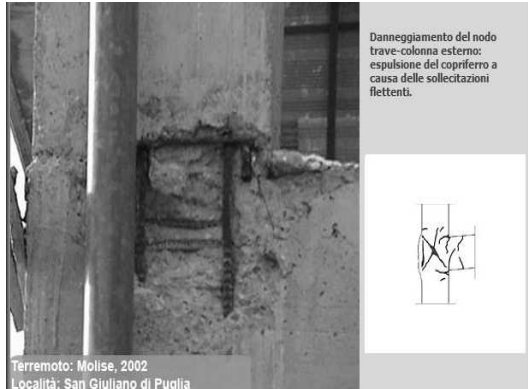 Danneggiamento del nodo
trave-colonna esterno:
espulsione del copriferro a
causa delle sollecitazioni
flettenti.
Terremoto: Molise, 2002
Località: San Giuliano di Puglia